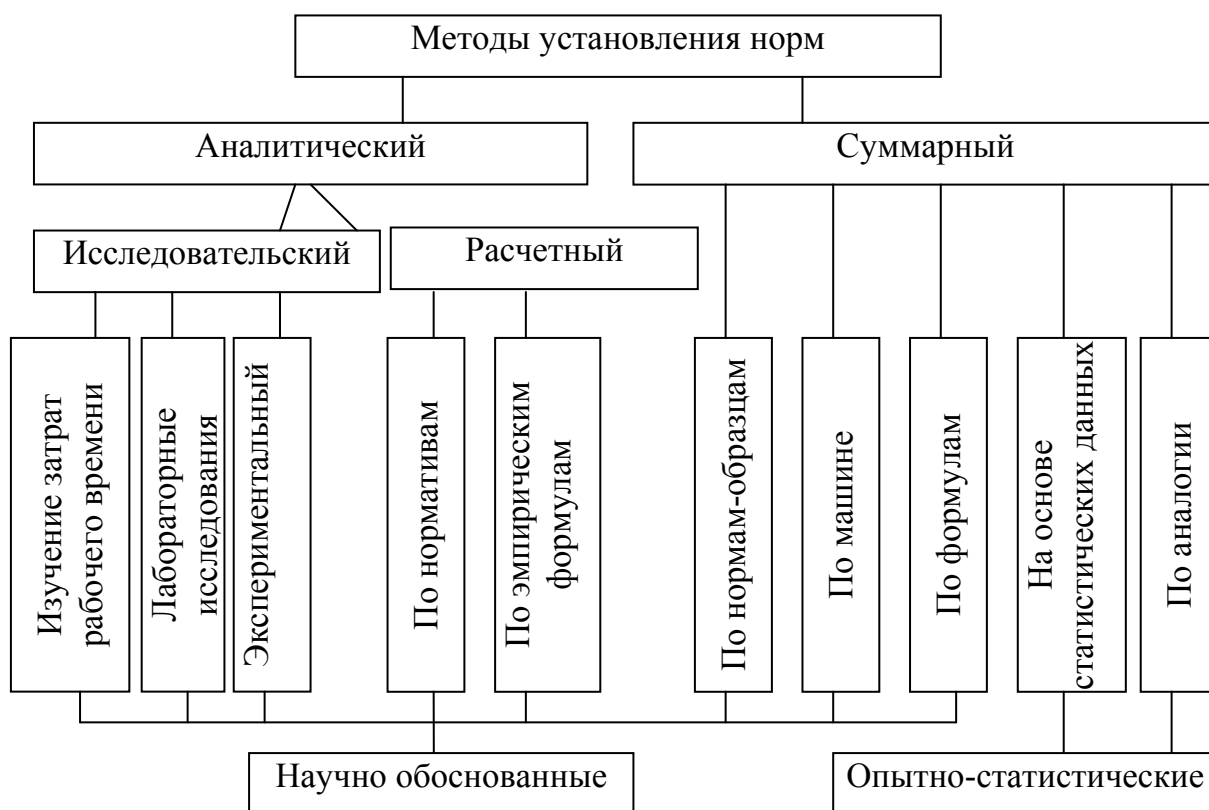 Методы установления норм
Аналитический
Суммарный
Исследовательский
Расчетный
Изучение затрат
рабочего времени
Лабораторные
исследования
Экспериментальный
По нормативам
По эмпирическим
формулам
По нормам-образцам
По машине
По формулам
На основе
статистических данных
По аналогии
Научно обоснованные
Опытно-статистические